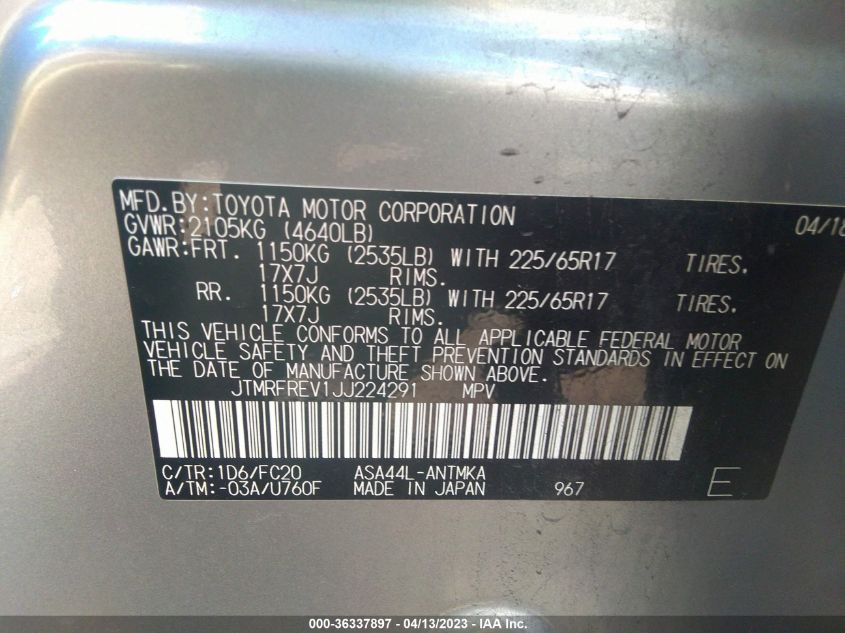 MFD.BY:TOYOTA MOTOR CORPORATION 04/18
GVWR:2105KG (4640LB)
GAWR:FRT. 1150KG (2535LB) WITH 225/65R17 TIRES.
17X7J RIMS.
RR. 1150KG (2535LB) WITH 225/65R17 TIRES.
17X7J RIMS.
THIS VEHICLE CONFORMS TO ALL APPLICABLE FEDERAL MOTOR
VEHICLE SAFETY AND THEFT PREVENTION STANDARDS IN EFFECT ON
THE DATE OF MANUFACTURE SHOWN ABOVE.
JTMRFREV1JJ224291 MPV
C/TR:1D6/FC20 ASA44L-ANTMKA
A/TM:-03A/U760F MADE IN JAPAN 967 E
000-36337897 - 04/13/2023 - IAA Inc.